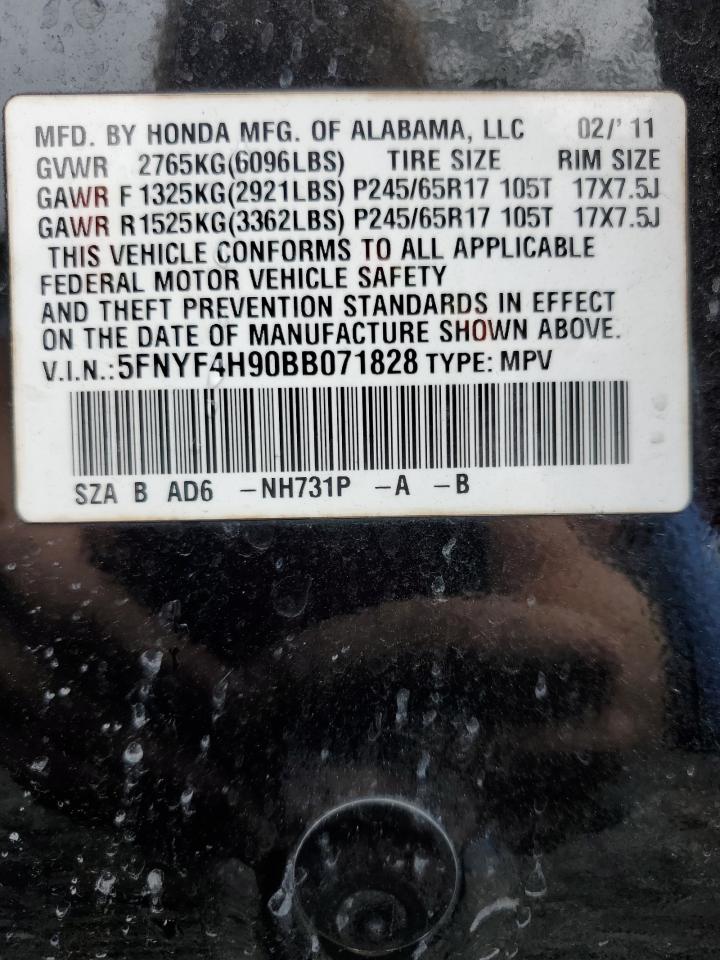 MFD. BY HONDA MFG. OF ALABAMA, LLC 02/'11
GVWR 2765KG(6096LBS) TIRE SIZE RIM SIZE
GAWR F 1325KG(2921LBS) P245/65R17 105T 17X7.5J
GAWR R 1525KG(3362LBS) P245/65R17 105T 17X7.5J
THIS VEHICLE CONFORMS TO ALL APPLICABLE
FEDERAL MOTOR VEHICLE SAFETY
AND THEFT PREVENTION STANDARDS IN EFFECT
ON THE DATE OF MANUFACTURE SHOWN ABOVE.
V.I.N.:5FNYF4H90BB071828 TYPE: MPV
SZA B AD6 –NH731P –A –B